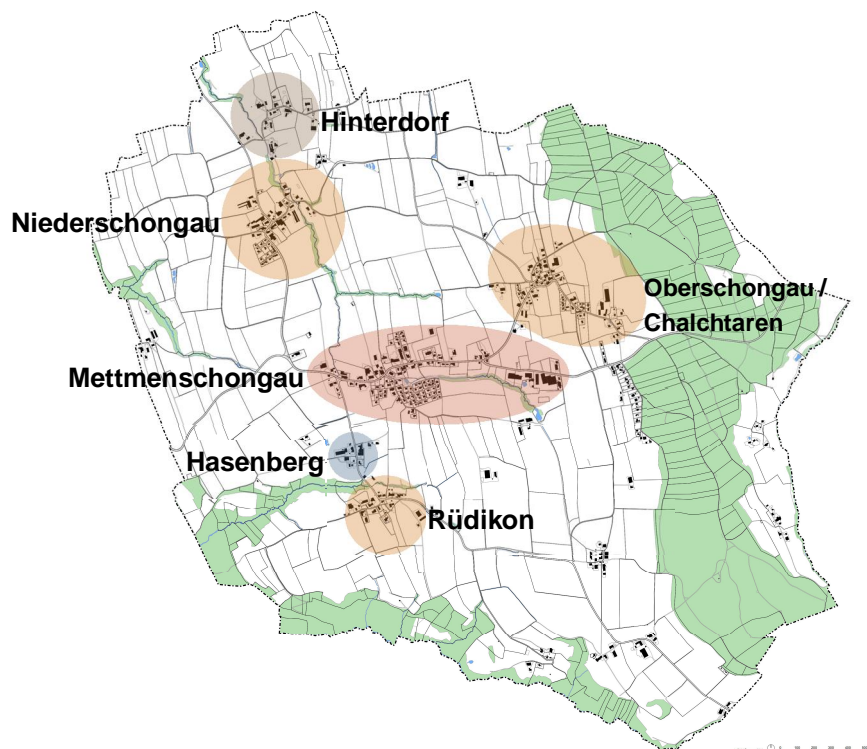 Hinterdorf
Niederschongau
Oberschongau /
Chalchtaren
Mettmenschongau
Hasenberg
Rüdikon